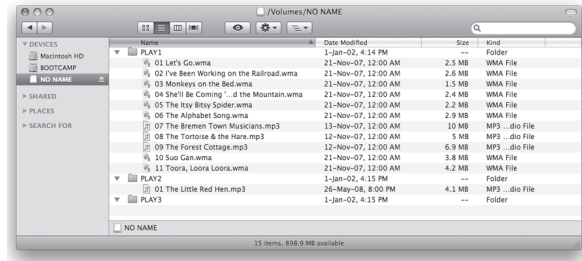 /Volumes/NO NAME
DEVICES
Macintosh HD
BOOTCAMP
NO NAME
SHARED
PLACES
SEARCH FOR
Name Date Modified Size Kind
PLAY1 1-Jan-02, 4:14 PM -- Folder
01 Let's Go.wma 21-Nov-07, 12:00 AM 2.5 MB WMA File
02 I've Been Working on the Railroad.wma 21-Nov-07, 12:00 AM 2.6 MB WMA File
03 Monkeys on the Bed.wma 21-Nov-07, 12:00 AM 1.5 MB WMA File
04 She'll Be Coming '…d the Mountain.wma 21-Nov-07, 12:00 AM 2.4 MB WMA File
05 The Itsy Bitsy Spider.wma 21-Nov-07, 12:00 AM 2.2 MB WMA File
06 The Alphabet Song.wma 21-Nov-07, 12:00 AM 2.9 MB WMA File
07 The Bremen Town Musicians.mp3 13-Nov-07, 12:00 AM 10 MB MP3 …dio File
08 The Tortoise & the Hare.mp3 12-Nov-07, 12:00 AM 5 MB MP3 …dio File
09 The Forest Cottage.mp3 13-Nov-07, 12:00 AM 6.9 MB MP3 …dio File
10 Suo Gan.wma 21-Nov-07, 12:00 AM 3.8 MB WMA File
11 Toora, Loora Loora.wma 21-Nov-07, 12:00 AM 4.2 MB WMA File
PLAY2 1-Jan-02, 4:15 PM -- Folder
01 The Little Red Hen.mp3 26-May-08, 8:00 PM 4.1 MB MP3 …dio File
PLAY3 1-Jan-02, 4:15 PM -- Folder
NO NAME
15 items, 898.9 MB available